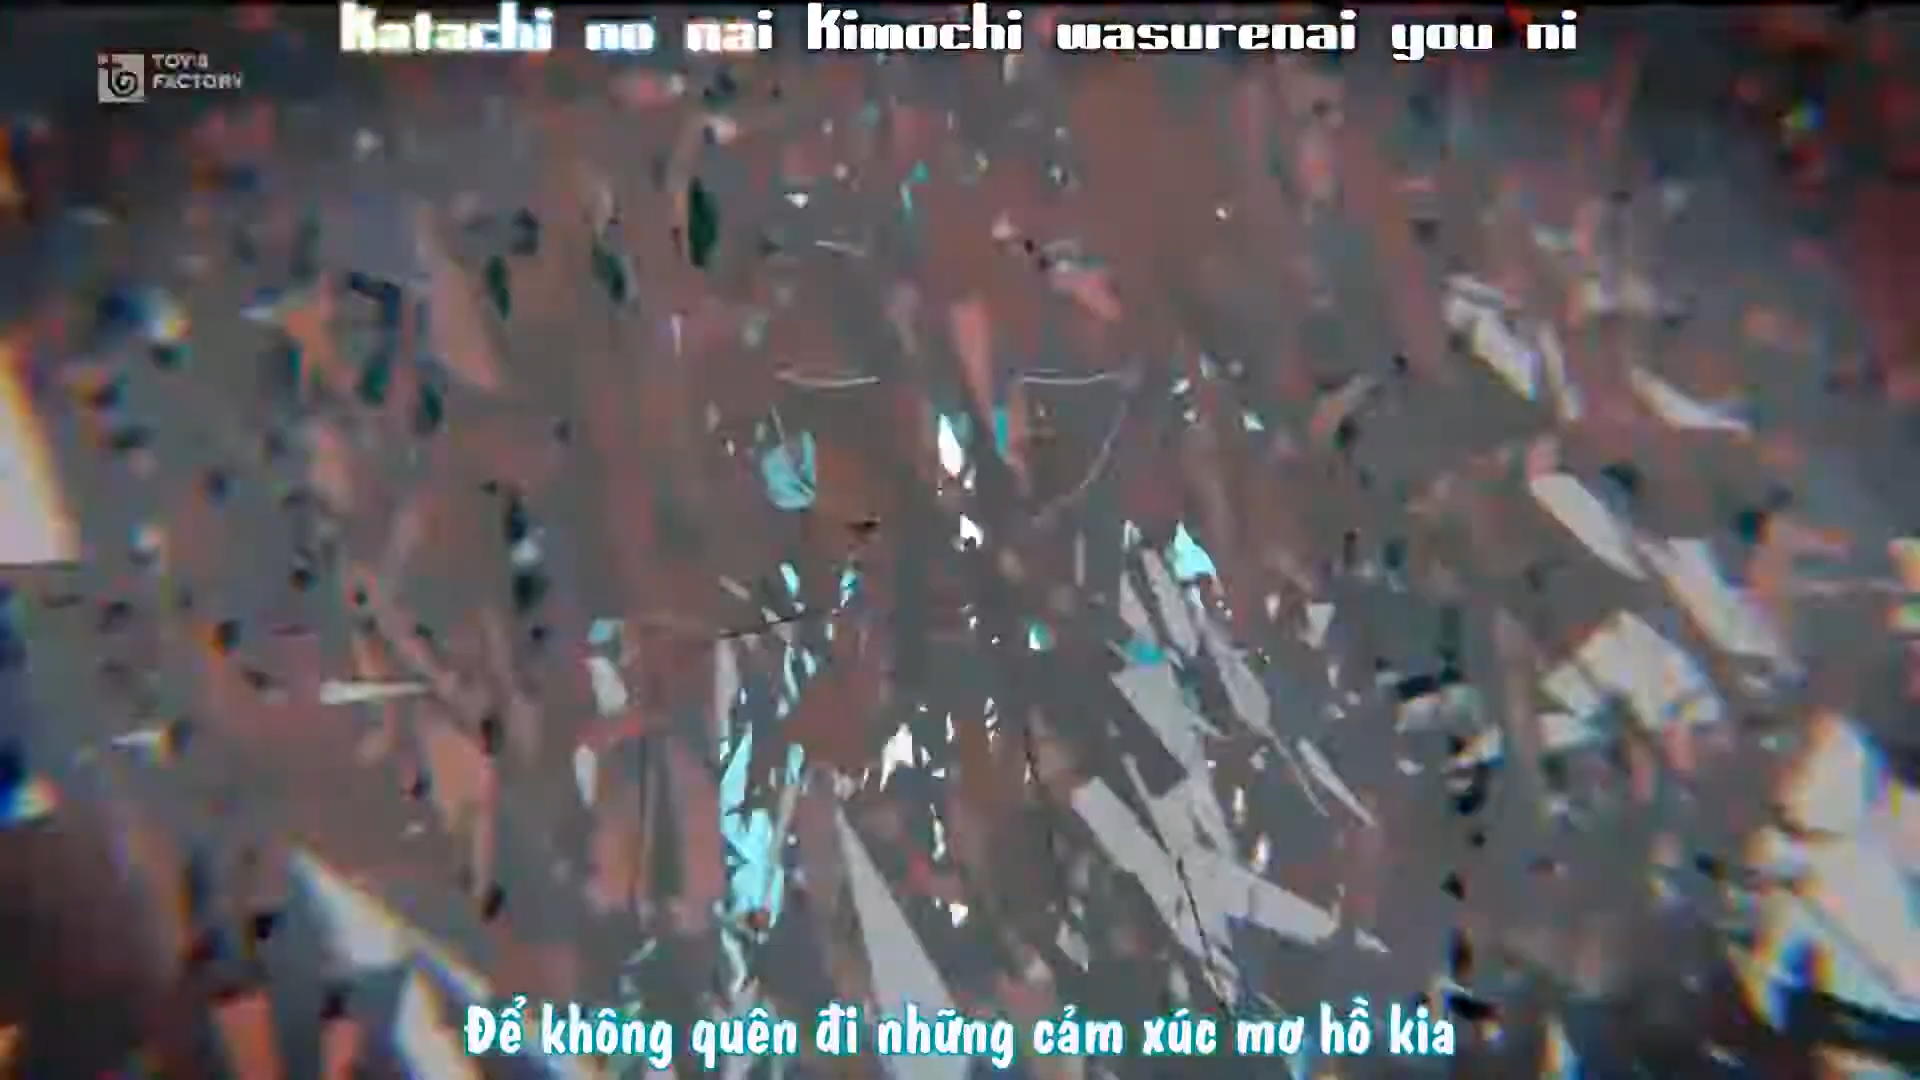 Katachi no nai Kimochi wasurenai you ni
TOY'S
FACTORY
Để không quên đi những cảm xúc mơ hồ kia